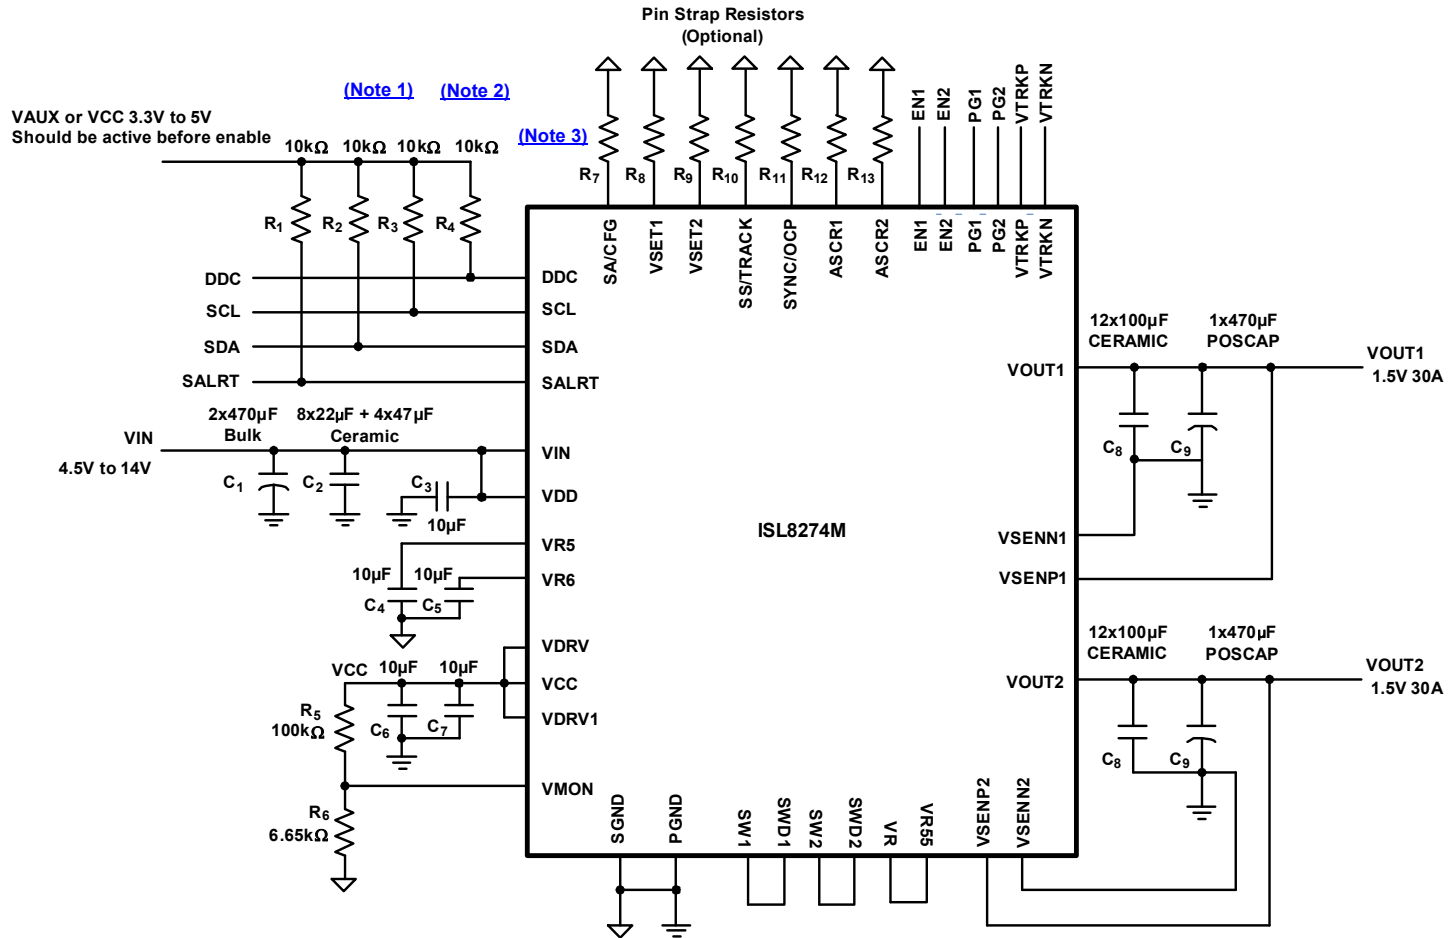 Pin Strap Resistors
(Optional)
(Note 1) (Note 2)
VAUX or VCC 3.3V to 5V
Should be active before enable
(Note 3)
10kΩ 10kΩ 10kΩ 10kΩ
EN1 EN2 PG1 PG2 VTRKP VTRKN
R7 R8 R9 R10 R11 R12 R13
R1 R2 R3 R4
SA/CFG VSET1 VSET2 SS/TRACK SYNC/OCP ASCR1 ASCR2 EN1 EN2 PG1 PG2 VTRKP VTRKN
DDC DDC
SCL SCL
SDA SDA
SALRT SALRT
12x100µF 1x470µF
CERAMIC POSCAP
VOUT1 VOUT1
1.5V 30A
2x470µF 8x22µF + 4x47µF
Bulk Ceramic
VIN VIN
4.5V to 14V
C8 C9
C1 C2 C3 VDD
10µF
ISL8274M
VR5 VSENN1
10µF 10µF VR6 VSENP1
C4 C5
12x100µF 1x470µF
CERAMIC POSCAP
VDRV
VCC 10µF 10µF VCC VOUT2 VOUT2
1.5V 30A
R5
100kΩ
C6 C7 VDRV1
C8 C9
VMON
R6
6.65kΩ
SGND PGND SW1 SWD1 SW2 SWD2 VR VR55 VSENP2 VSENN2